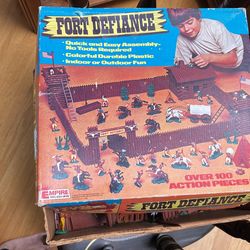 FORT DEFIANCE
• Quick and Easy Assembly-
No Tools Required
• Colorful Durable Plastic
• Indoor or Outdoor Fun
OVER 100
ACTION PIECES
EMPIRE
FORT DEFIANCE